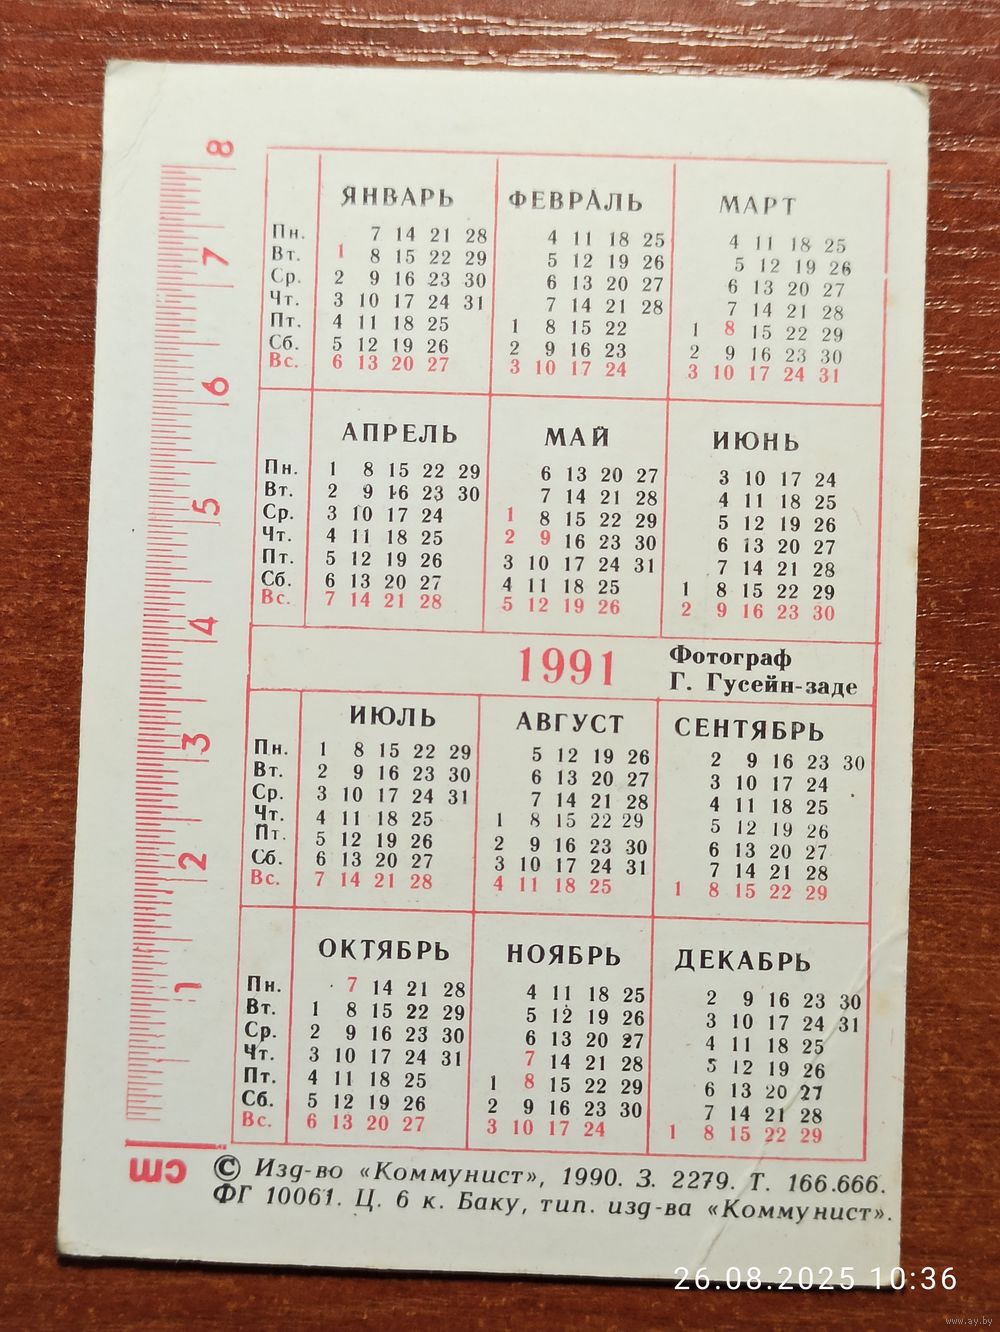 8
7
6
5
4
3
2
1
cm
ЯНВАРЬ
Пн. 7 14 21 28
Вт. 1 8 15 22 29
Ср. 2 9 16 23 30
Чт. 3 10 17 24 31
Пт. 4 11 18 25
Сб. 5 12 19 26
Вс. 6 13 20 27
ФЕВРАЛЬ
4 11 18 25
5 12 19 26
6 13 20 27
7 14 21 28
1 8 15 22
2 9 16 23
3 10 17 24
МАРТ
4 11 18 25
5 12 19 26
6 13 20 27
7 14 21 28
1 8 15 22 29
2 9 16 23 30
3 10 17 24 31
АПРЕЛЬ
Пн. 1 8 15 22 29
Вт. 2 9 16 23 30
Ср. 3 10 17 24
Чт. 4 11 18 25
Пт. 5 12 19 26
Сб. 6 13 20 27
Вс. 7 14 21 28
МАЙ
6 13 20 27
7 14 21 28
1 8 15 22 29
2 9 16 23 30
3 10 17 24 31
4 11 18 25
5 12 19 26
ИЮНЬ
3 10 17 24
4 11 18 25
5 12 19 26
6 13 20 27
7 14 21 28
1 8 15 22 29
2 9 16 23 30
1991
Фотограф
Г. Гусейн-заде
ИЮЛЬ
Пн. 1 8 15 22 29
Вт. 2 9 16 23 30
Ср. 3 10 17 24 31
Чт. 4 11 18 25
Пт. 5 12 19 26
Сб. 6 13 20 27
Вс. 7 14 21 28
АВГУСТ
5 12 19 26
6 13 20 27
7 14 21 28
1 8 15 22 29
2 9 16 23 30
3 10 17 24 31
4 11 18 25
СЕНТЯБРЬ
2 9 16 23 30
3 10 17 24
4 11 18 25
5 12 19 26
6 13 20 27
7 14 21 28
1 8 15 22 29
ОКТЯБРЬ
Пн. 7 14 21 28
Вт. 1 8 15 22 29
Ср. 2 9 16 23 30
Чт. 3 10 17 24 31
Пт. 4 11 18 25
Сб. 5 12 19 26
Вс. 6 13 20 27
НОЯБРЬ
4 11 18 25
5 12 19 26
6 13 20 27
7 14 21 28
1 8 15 22 29
2 9 16 23 30
3 10 17 24
ДЕКАБРЬ
2 9 16 23 30
3 10 17 24 31
4 11 18 25
5 12 19 26
6 13 20 27
7 14 21 28
1 8 15 22 29
© Изд-во «Коммунист», 1990. З. 2279. Т. 166.666.
ФГ 10061. Ц. 6 к. Баку, тип. изд-ва «Коммунист».
26.08.2025 10:36
www.ay.by